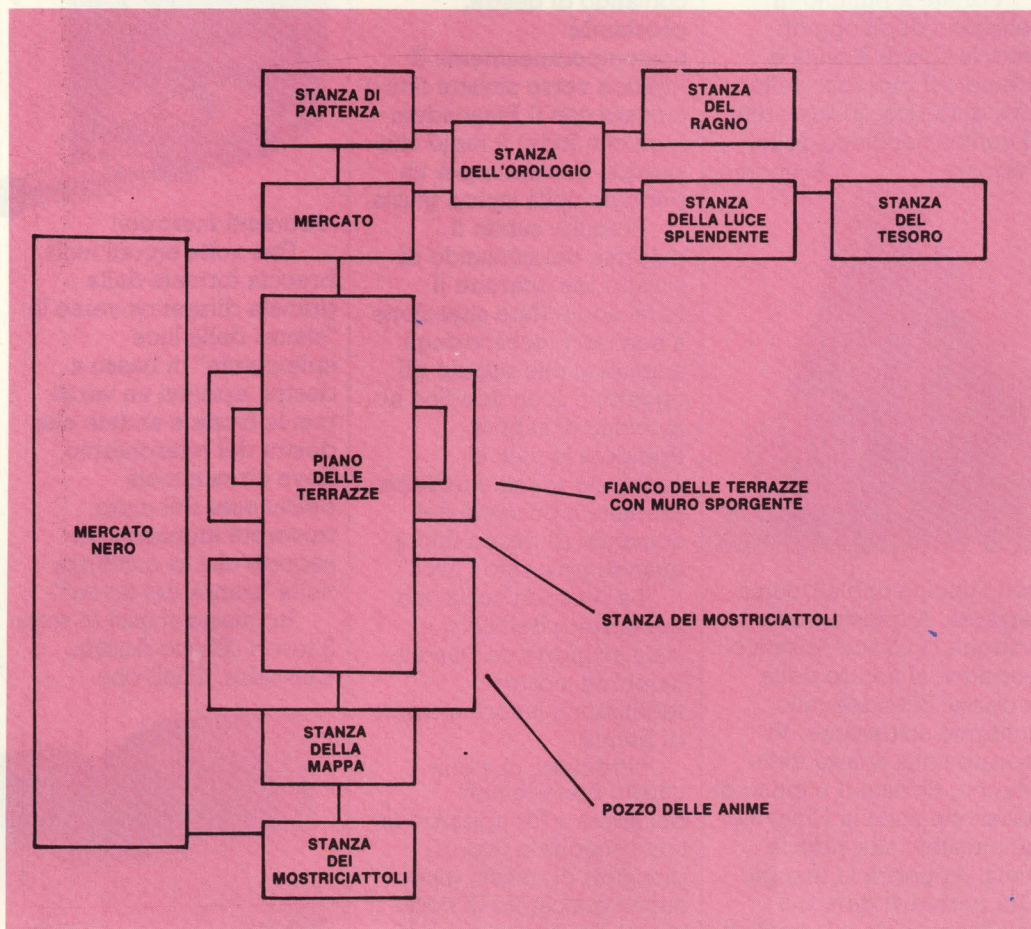 STANZA DI
PARTENZA
STANZA
DEL
RAGNO
STANZA
DELL'OROLOGIO
MERCATO
STANZA
DELLA LUCE
SPLENDENTE
STANZA
DEL
TESORO
PIANO
DELLE
TERRAZZE
FIANCO DELLE TERRAZZE
CON MURO SPORGENTE
MERCATO
NERO
STANZA DEI MOSTRICIATTOLI
STANZA
DELLA
MAPPA
POZZO DELLE ANIME
STANZA
DEI
MOSTRICIATTOLI